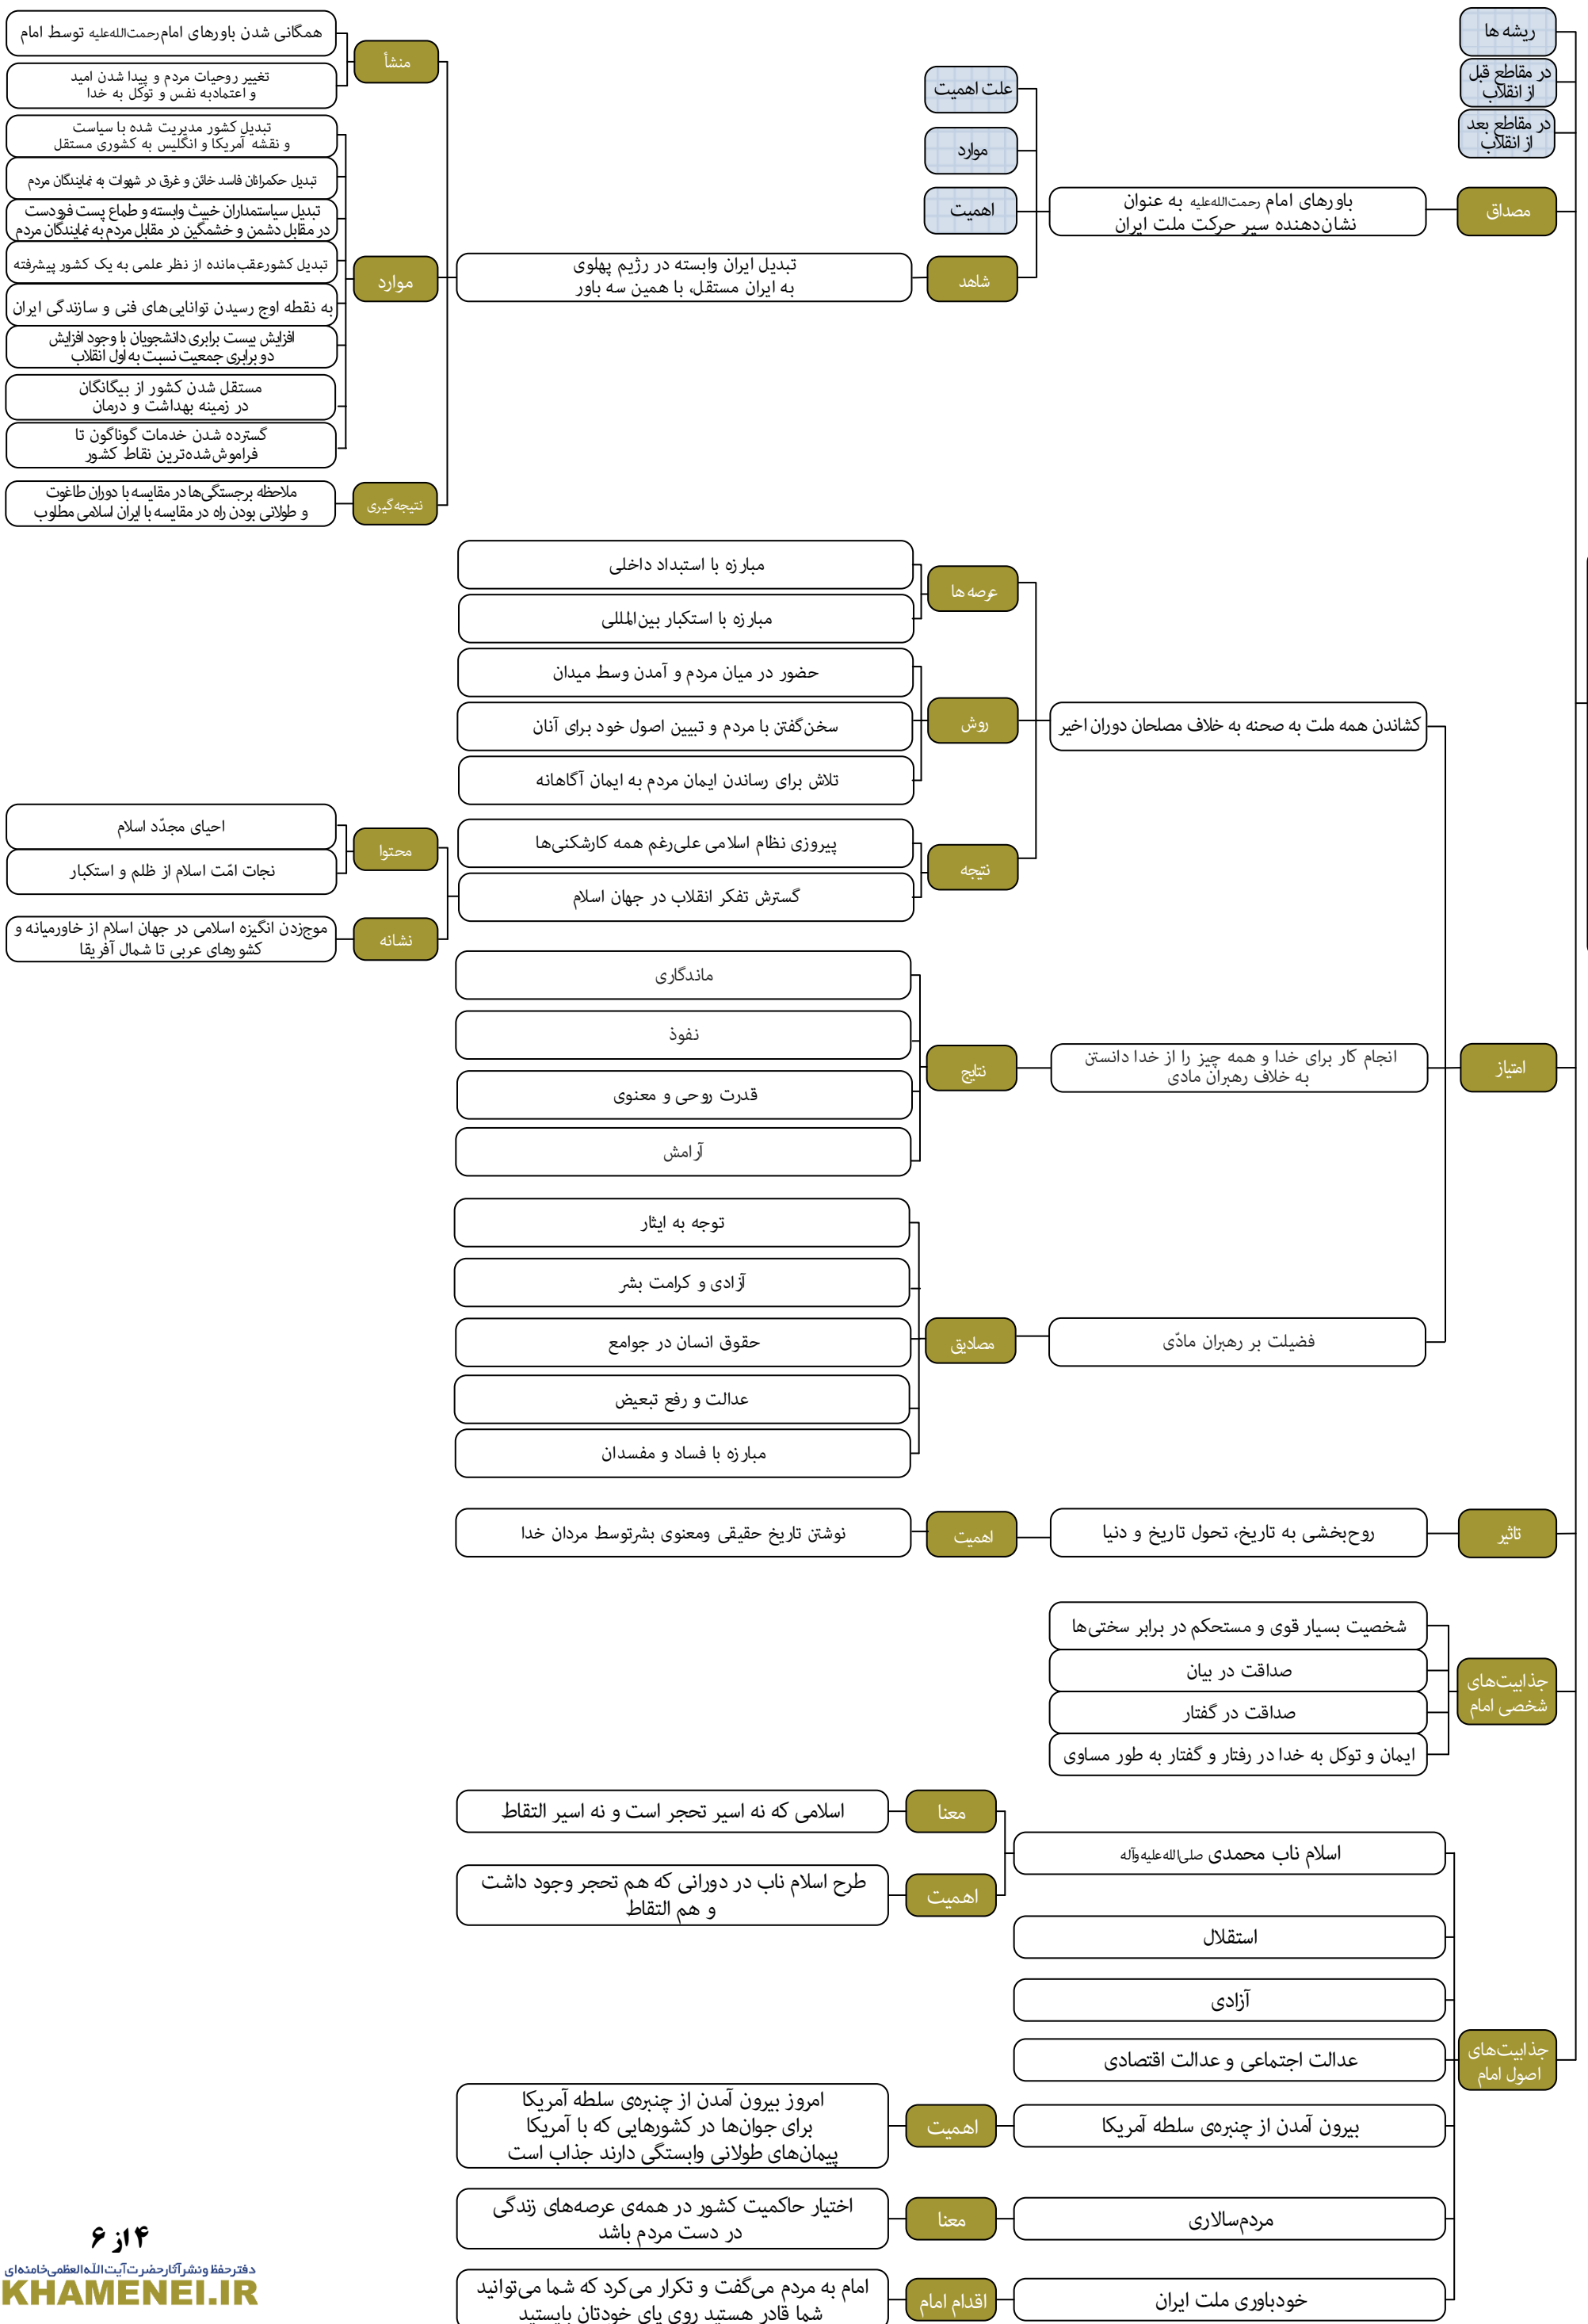 ریشه ها
در مقاطع قبل
از انقلاب
در مقاطع بعد
از انقلاب
مصداق
باورهای امام رحمت‌الله‌علیه به عنوان
نشان‌دهنده سیر حرکت ملت ایران
علت اهمیت
موارد
اهمیت
شاهد
تبدیل ایران وابسته در رژیم پهلوی
به ایران مستقل، با همین سه باور
منشأ
همگانی شدن باورهای امام رحمت‌الله‌علیه توسط امام
تغییر روحیات مردم و پیدا شدن امید
و اعتمادبه نفس و توکل به خدا
موارد
تبدیل کشور مدیریت شده با سیاست
و نقشه آمریکا و انگلیس به کشوری مستقل
تبدیل حکمرانان فاسد خائن و غرق در شهوات به نمایندگان مردم
تبدیل سیاستمداران خبیث وابسته و طماع پست فرودست
در مقابل دشمن و خشمگین در مقابل مردم به نمایندگان مردم
تبدیل کشورعقب‌مانده از نظر علمی به یک کشور پیشرفته
به نقطه اوج رسیدن توانایی‌های فنی و سازندگی ایران
افزایش بیست برابری دانشجویان با وجود افزایش
دو برابری جمعیت نسبت به اول انقلاب
مستقل شدن کشور از بیگانگان
در زمینه بهداشت و درمان
گسترده شدن خدمات گوناگون تا
فراموش‌شده‌ترین نقاط کشور
نتیجه‌گیری
ملاحظه برجستگی‌ها در مقایسه با دوران طاغوت
و طولانی بودن راه در مقایسه با ایران اسلامی مطلوب
امتیاز
کشاندن همه ملت به صحنه به خلاف مصلحان دوران اخیر
عرصه ها
مبارزه با استبداد داخلی
مبارزه با استکبار بین‌المللی
روش
حضور در میان مردم و آمدن وسط میدان
سخن‌گفتن با مردم و تبیین اصول خود برای آنان
تلاش برای رساندن ایمان مردم به ایمان آگاهانه
نتیجه
پیروزی نظام اسلامی علی‌رغم همه کارشکنی‌ها
گسترش تفکر انقلاب در جهان اسلام
محتوا
احیای مجدّد اسلام
نجات امّت اسلام از ظلم و استکبار
نشانه
موج‌زدن انگیزه اسلامی در جهان اسلام از خاورمیانه و
کشورهای عربی تا شمال آفریقا
انجام کار برای خدا و همه چیز را از خدا دانستن
به خلاف رهبران مادی
نتایج
ماندگاری
نفوذ
قدرت روحی و معنوی
آرامش
فضیلت بر رهبران مادّی
مصادیق
توجه به ایثار
آزادی و کرامت بشر
حقوق انسان در جوامع
عدالت و رفع تبعیض
مبارزه با فساد و مفسدان
تاثیر
روح‌بخشی به تاریخ، تحول تاریخ و دنیا
اهمیت
نوشتن تاریخ حقیقی ومعنوی بشرتوسط مردان خدا
جذابیت‌های
شخصی امام
شخصیت بسیار قوی و مستحکم در برابر سختی‌ها
صداقت در بیان
صداقت در گفتار
ایمان و توکل به خدا در رفتار و گفتار به طور مساوی
جذابیت‌های
اصول امام
اسلام ناب محمدی صلی‌الله‌علیه‌وآله
معنا
اسلامی که نه اسیر تحجر است و نه اسیر التقاط
اهمیت
طرح اسلام ناب در دورانی که هم تحجر وجود داشت
و هم التقاط
استقلال
آزادی
عدالت اجتماعی و عدالت اقتصادی
بیرون آمدن از چنبره‌ی سلطه آمریکا
اهمیت
امروز بیرون آمدن از چنبره‌ی سلطه آمریکا
برای جوان‌ها در کشورهایی که با آمریکا
پیمان‌های طولانی وابستگی دارند جذاب است
مردم‌سالاری
معنا
اختیار حاکمیت کشور در همه‌ی عرصه‌های زندگی
در دست مردم باشد
خودباوری ملت ایران
اقدام امام
امام به مردم می‌گفت و تکرار می‌کرد که شما می‌توانید
شما قادر هستید روی پای خودتان بایستید
۴ از ۶
دفترحفظ ونشرآثارحضرت‌آیت‌اللّه‌العظمی‌خامنه‌ای
KHAMENEI.IR